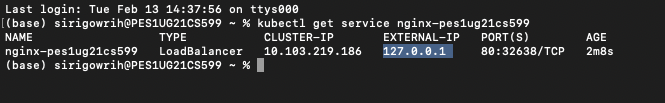 Last login: Tue Feb 13 14:37:56 on ttys000
(base) sirigowrih@PES1UG21CS599 ~ % kubectl get service nginx-pes1ug21cs599
NAME TYPE CLUSTER-IP EXTERNAL-IP PORT(S) AGE
nginx-pes1ug21cs599 LoadBalancer 10.103.219.186 127.0.0.1 80:32638/TCP 2m8s
(base) sirigowrih@PES1UG21CS599 ~ %